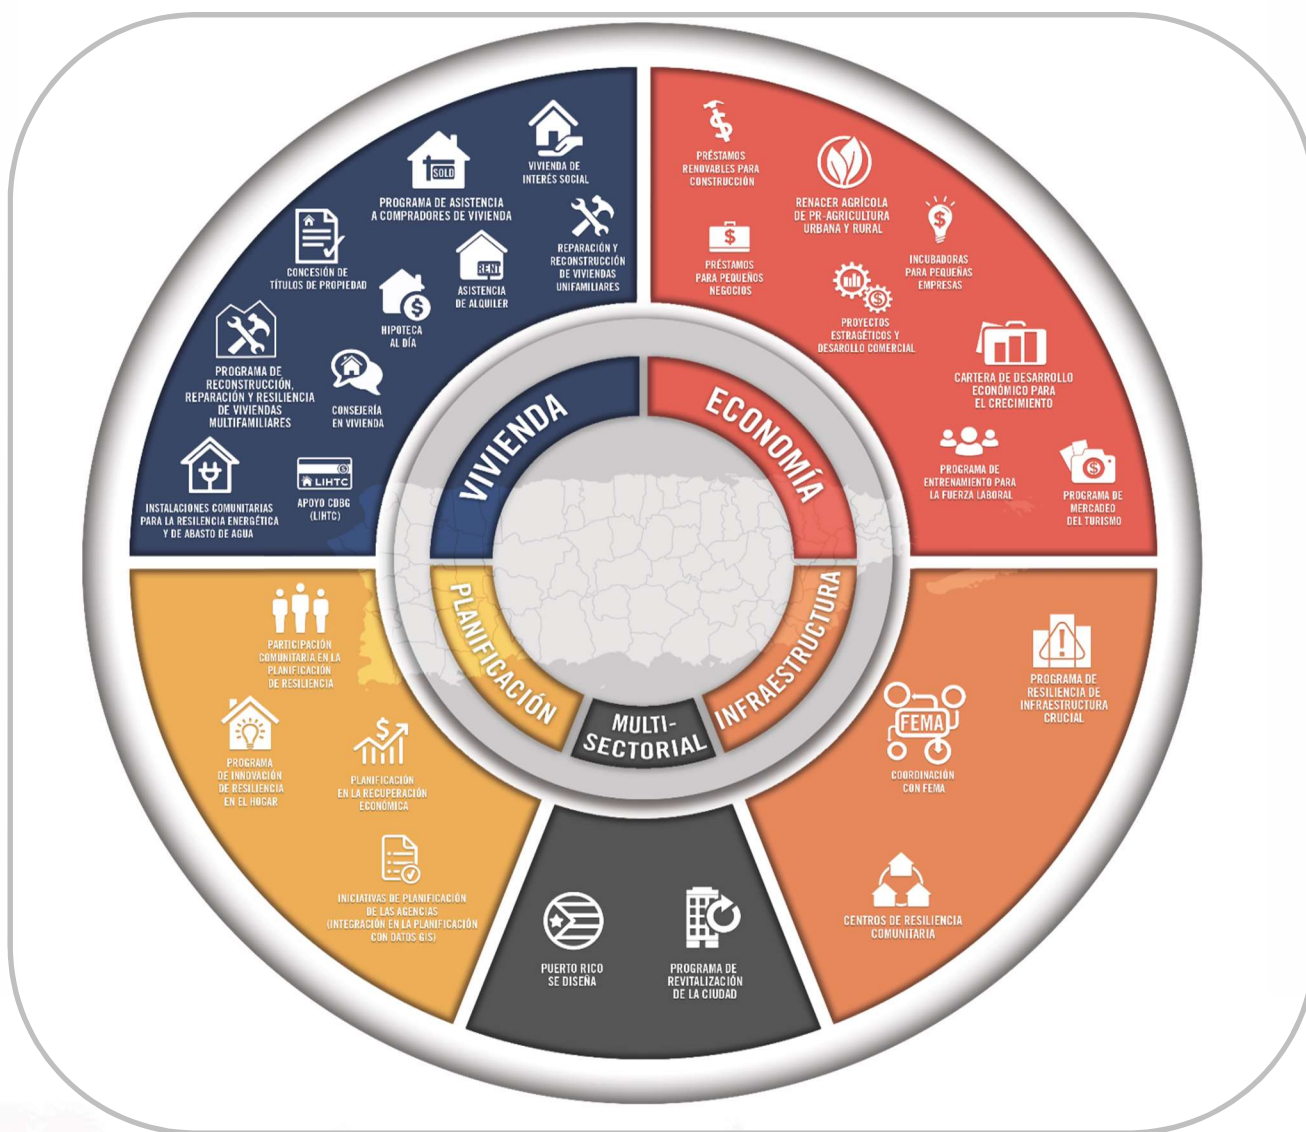 VIVIENDA
VIVIENDA DE
INTERÉS SOCIAL
SOLD
PROGRAMA DE ASISTENCIA
A COMPRADORES DE VIVIENDA
REPARACIÓN Y
RECONSTRUCCIÓN
DE VIVIENDAS
UNIFAMILIARES
CONCESIÓN DE
TÍTULOS DE PROPIEDAD
RENT
ASISTENCIA
DE ALQUILER
$
HIPOTECA
AL DÍA
PROGRAMA DE
RECONSTRUCCIÓN,
REPARACIÓN Y RESILIENCIA
DE VIVIENDAS
MULTIFAMILIARES
CONSEJERÍA
EN VIVIENDA
INSTALACIONES COMUNITARIAS
PARA LA RESILENCIA ENERGÉTICA
Y DE ABASTO DE AGUA
$
LIHTC
APOYO CDBG
(LIHTC)
ECONOMÍA
$
PRÉSTAMOS
RENOVABLES PARA
CONSTRUCCIÓN
RENACER AGRÍCOLA
DE PR-AGRICULTURA
URBANA Y RURAL
$
INCUBADORAS
PARA PEQUEÑAS
EMPRESAS
$
PRÉSTAMOS
PARA PEQUEÑOS
NEGOCIOS
$
PROYECTOS
ESTRAGÉTICOS Y
DESAROLLO COMERCIAL
CARTERA DE DESARROLLO
ECONÓMICO PARA
EL CRECIMIENTO
PROGRAMA DE
ENTRENAMIENTO PARA
LA FUERZA LABORAL
$
PROGRAMA DE
MERCADEO
DEL TURISMO
PLANIFICACIÓN
PARTICIPACIÓN
COMUNITARIA EN LA
PLANIFICACIÓN
DE RESILIENCIA
PROGRAMA
DE INNOVACIÓN
DE RESILIENCIA
EN EL HOGAR
$
PLANIFICACIÓN
EN LA RECUPERACIÓN
ECONÓMICA
INICIATIVAS DE PLANIFICACIÓN
DE LAS AGENCIAS
(INTEGRACIÓN EN LA PLANIFICACIÓN
CON DATOS GIS)
MULTI-
SECTORIAL
PUERTO RICO
SE DISEÑA
PROGRAMA DE
REVITALIZACIÓN
DE LA CIUDAD
INFRAESTRUCTURA
!
PROGRAMA DE
RESILIENCIA DE
INFRAESTRUCTURA
CRUCIAL
FEMA
COORDINACIÓN
CON FEMA
CENTROS DE RESILIENCIA
COMUNITARIA